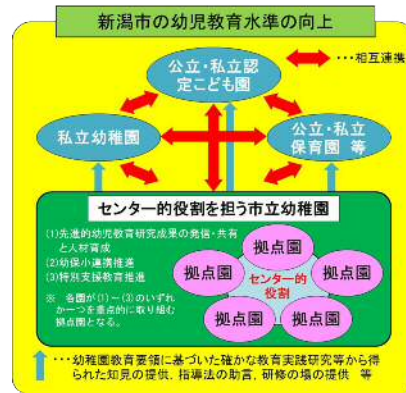 新潟市の幼児教育水準の向上
・・・相互連携
公立・私立認
定こども園
私立幼稚園
公立・私立
保育園 等
センター的役割を担う市立幼稚園
(1)先進的幼児教育研究成果の発信・共有
と人材育成
(2)幼保小連携推進
(3)特別支援教育推進
※ 各園が(1)~(3)のいずれ
か一つを重点的に取り組む
拠点園となる。
拠点園
拠点園
拠点園
センター的
役割
拠点園
拠点園
・・・幼稚園教育要領に基づいた確かな教育実践研究等から得
られた知見の提供，指導法の助言，研修の場の提供 等